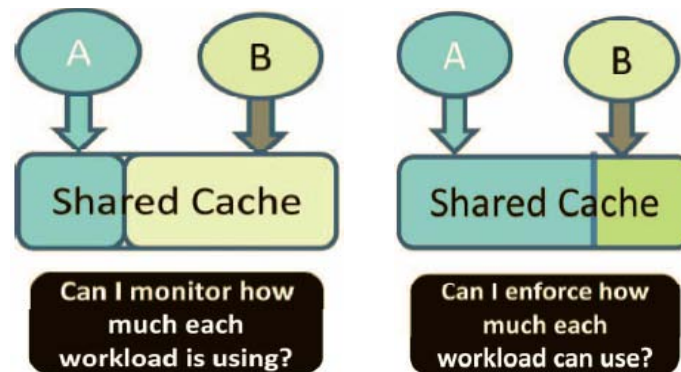 A
B
Shared Cache
Can I monitor how
much each
workload is using?
A
B
Shared Cache
Can I enforce how
much each
workload can use?